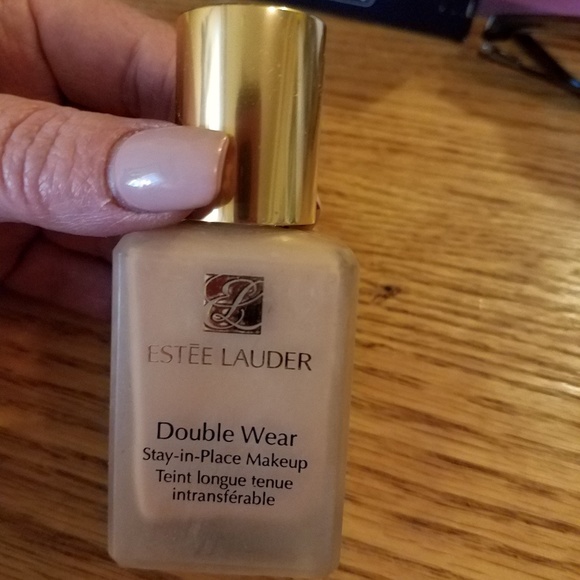 ESTĒE LAUDER
Double Wear
Stay-in-Place Makeup
Teint longue tenue
intransférable